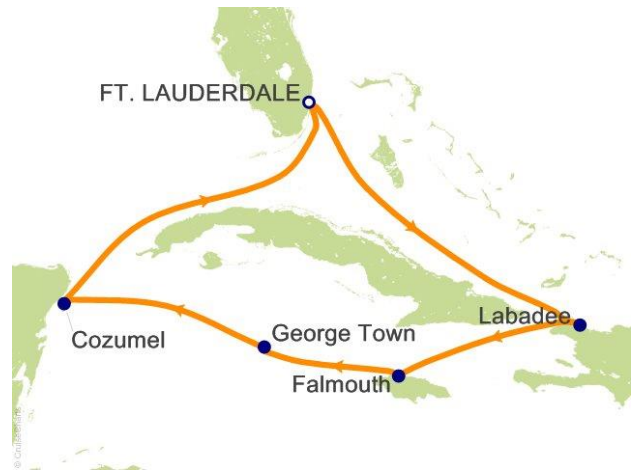 FT. LAUDERDALE
Labadee
George Town
Cozumel
Falmouth